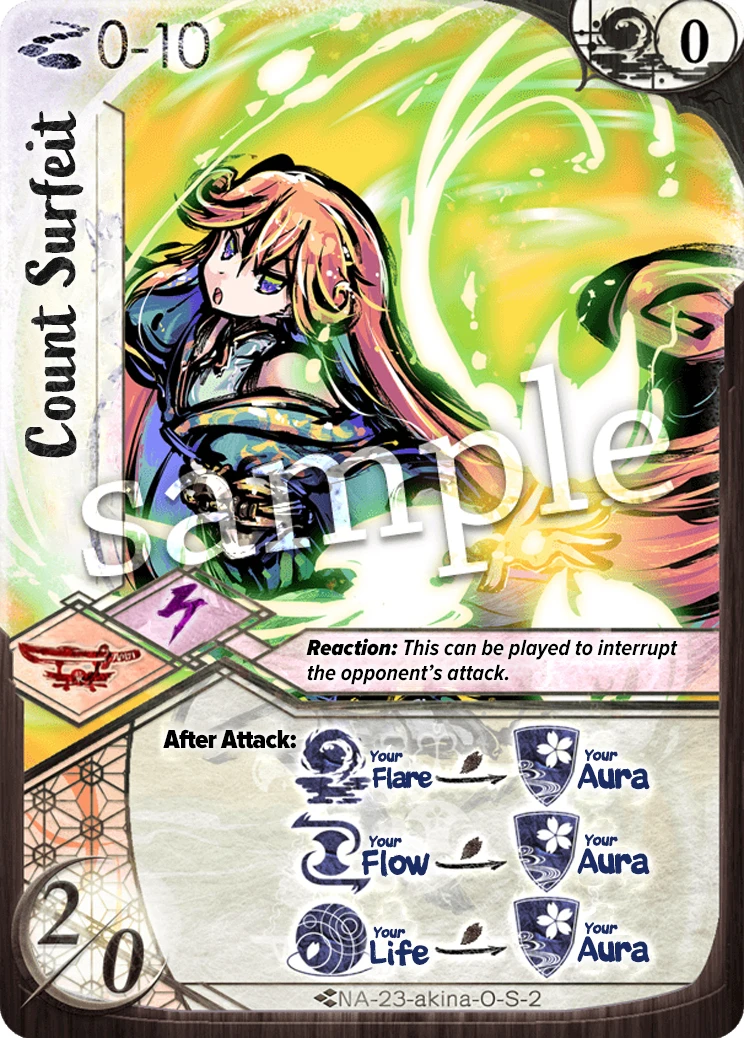 0-10
0
Count Surfeit
sample
Reaction: This can be played to interrupt
the opponent's attack.
After Attack:
Your Flare Your Aura
Your Flow Your Aura
Your Life Your Aura
2/0
NA-23-akina-O-S-2